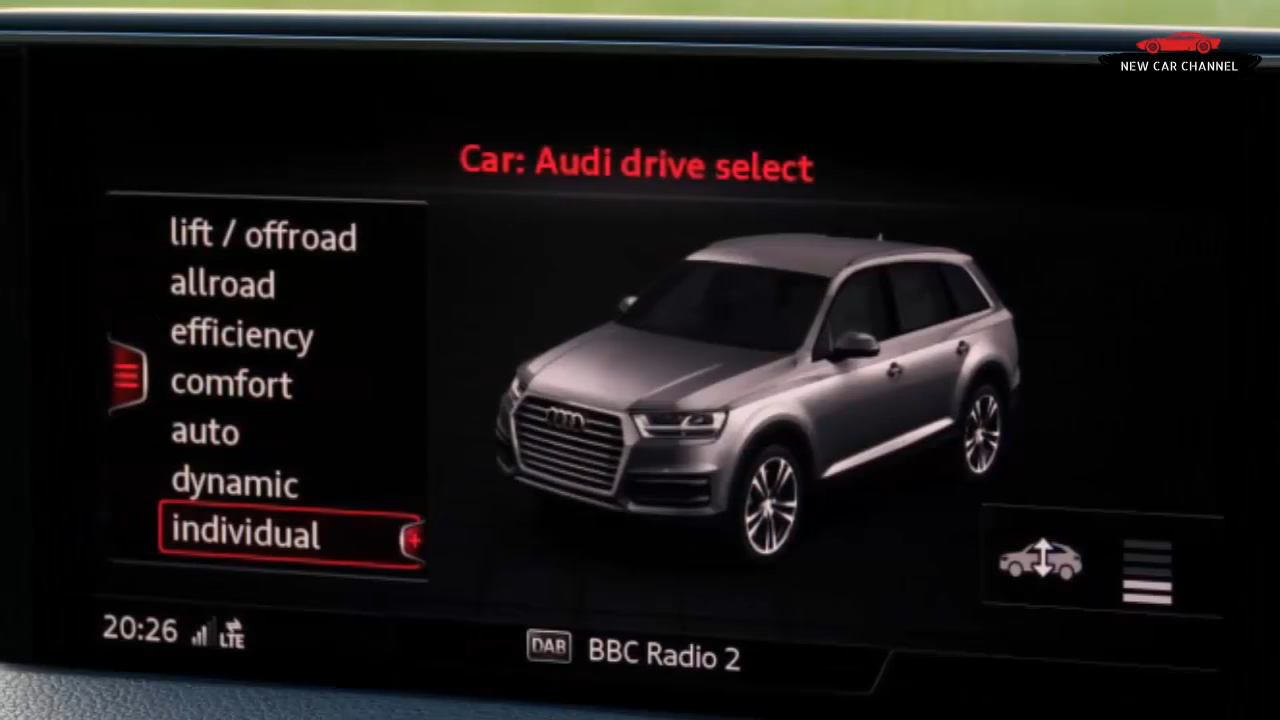 NEW CAR CHANNEL
Car: Audi drive select
lift / offroad
allroad
efficiency
comfort
auto
dynamic
individual
20:26 LTE
DAB BBC Radio 2